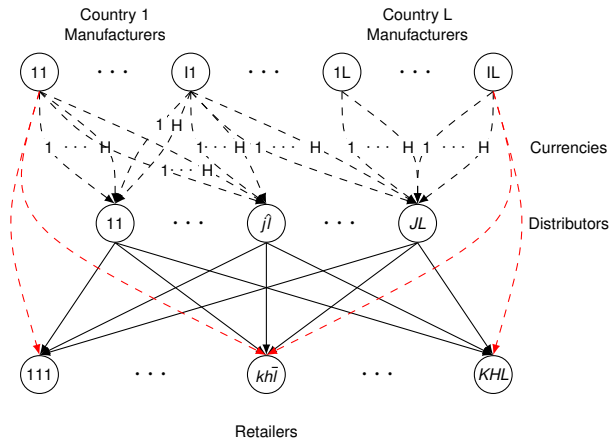 Country 1 Country L
Manufacturers Manufacturers
11 · · · I1 1L · · · IL
1 H
1 · · · H 1 · · · H 1 · · · H 1 · · · H Currencies
1 · · · H
11 · · · ĵl̂ · · · JL Distributors
111 · · · khl̄ · · · KHL
Retailers